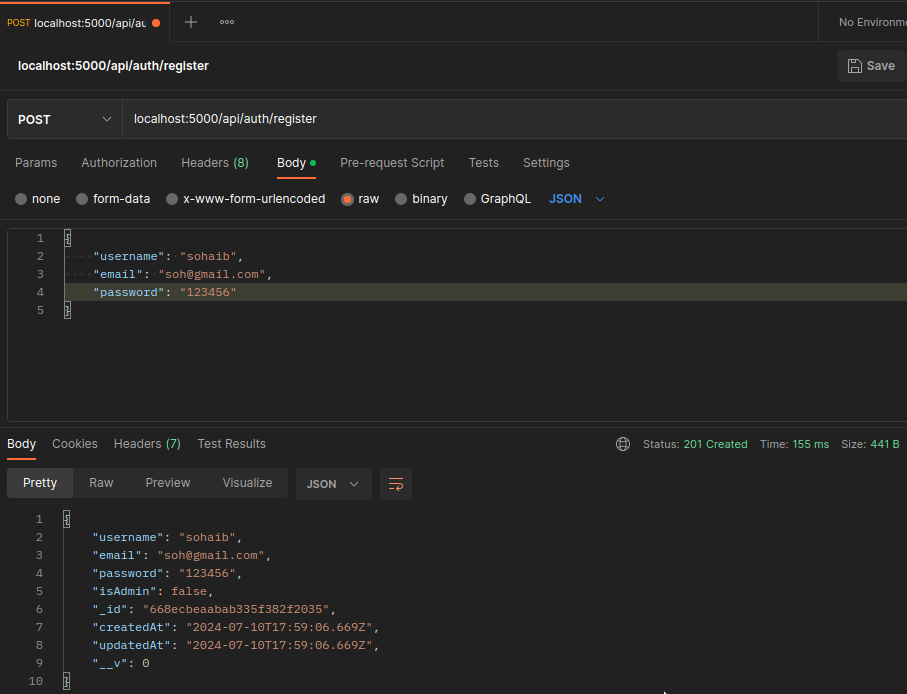 POST localhost:5000/api/au No Environme
localhost:5000/api/auth/register Save
POST localhost:5000/api/auth/register
Params Authorization Headers (8) Body Pre-request Script Tests Settings
none form-data x-www-form-urlencoded raw binary GraphQL JSON
1 {
2 "username": "sohaib",
3 "email": "soh@gmail.com",
4 "password": "123456"
5 }
Body Cookies Headers (7) Test Results Status: 201 Created Time: 155 ms Size: 441 B
Pretty Raw Preview Visualize JSON
1 {
2 "username": "sohaib",
3 "email": "soh@gmail.com",
4 "password": "123456",
5 "isAdmin": false,
6 "_id": "668ecbeaabab335f382f2035",
7 "createdAt": "2024-07-10T17:59:06.669Z",
8 "updatedAt": "2024-07-10T17:59:06.669Z",
9 "__v": 0
10 }